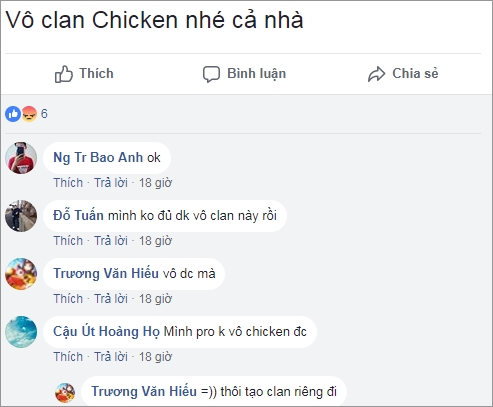 Vô clan Chicken nhé cả nhà
Thích Bình luận Chia sẻ
6
Ng Tr Bao Anh ok
Thích · Trả lời · 18 giờ
Đỗ Tuấn mình ko đủ dk vô clan này rồi
Thích · Trả lời · 18 giờ
Trương Văn Hiếu vô dc mà
Thích · Trả lời · 18 giờ
Cậu Út Hoảng Họ Mình pro k vô chicken đc
Thích · Trả lời · 18 giờ
Trương Văn Hiếu =)) thôi tạo clan riêng đi